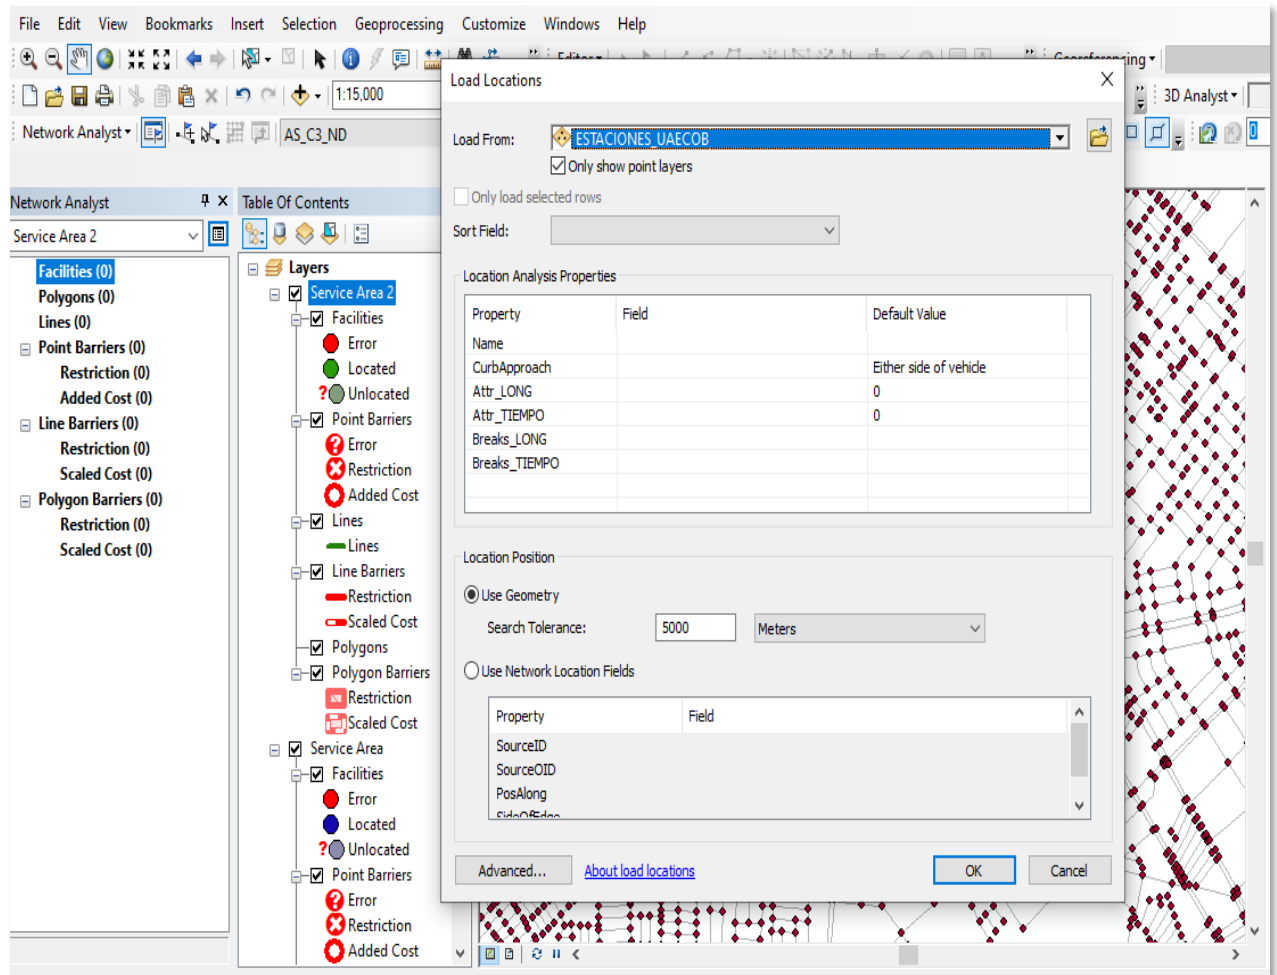 File Edit View Bookmarks Insert Selection Geoprocessing Customize Windows Help
1:15,000
3D Analyst
Network Analyst
AS_C3_ND
Network Analyst
Service Area 2
Facilities (0)
Polygons (0)
Lines (0)
Point Barriers (0)
Restriction (0)
Added Cost (0)
Line Barriers (0)
Restriction (0)
Scaled Cost (0)
Polygon Barriers (0)
Restriction (0)
Scaled Cost (0)
Table Of Contents
Layers
Service Area 2
Facilities
Error
Located
Unlocated
Point Barriers
Error
Restriction
Added Cost
Lines
Lines
Line Barriers
Restriction
Scaled Cost
Polygons
Polygon Barriers
Restriction
Scaled Cost
Service Area
Facilities
Error
Located
Unlocated
Point Barriers
Error
Restriction
Added Cost
Load Locations
Load From: ESTACIONES_UAECOB
Only show point layers
Only load selected rows
Sort Field:
Location Analysis Properties
Property Field Default Value
Name
CurbApproach Either side of vehicle
Attr_LONG 0
Attr_TIEMPO 0
Breaks_LONG
Breaks_TIEMPO
Location Position
Use Geometry
Search Tolerance: 5000 Meters
Use Network Location Fields
Property Field
SourceID
SourceOID
PosAlong
SideOfEdge
Advanced... About load locations OK Cancel